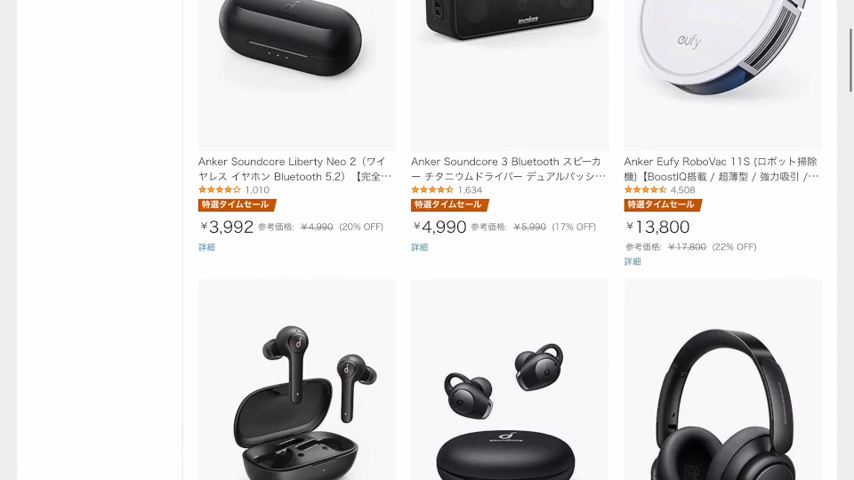 soundcore
eufy
Anker Soundcore Liberty Neo 2（ワイ
ヤレス イヤホン Bluetooth 5.2）【完全…
1,010
特選タイムセール
￥3,992 参考価格: ￥4,990 (20% OFF)
詳細
Anker Soundcore 3 Bluetooth スピーカ
ー チタニウムドライバー デュアルパッシ…
1,634
特選タイムセール
￥4,990 参考価格: ￥5,990 (17% OFF)
詳細
Anker Eufy RoboVac 11S (ロボット掃除
機)【BoostIQ搭載 / 超薄型 / 強力吸引 /…
4,508
特選タイムセール
￥13,800
参考価格: ￥17,800 (22% OFF)
詳細
soundcore
R